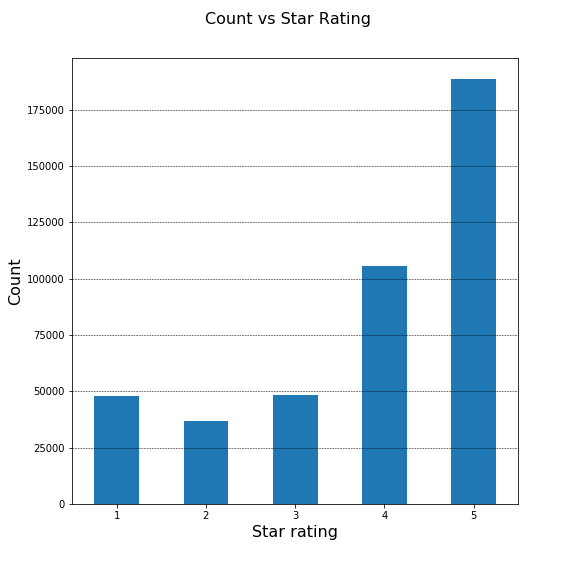 Count vs Star Rating
175000
150000
125000
100000
75000
50000
25000
0
Count
1 2 3 4 5
Star rating